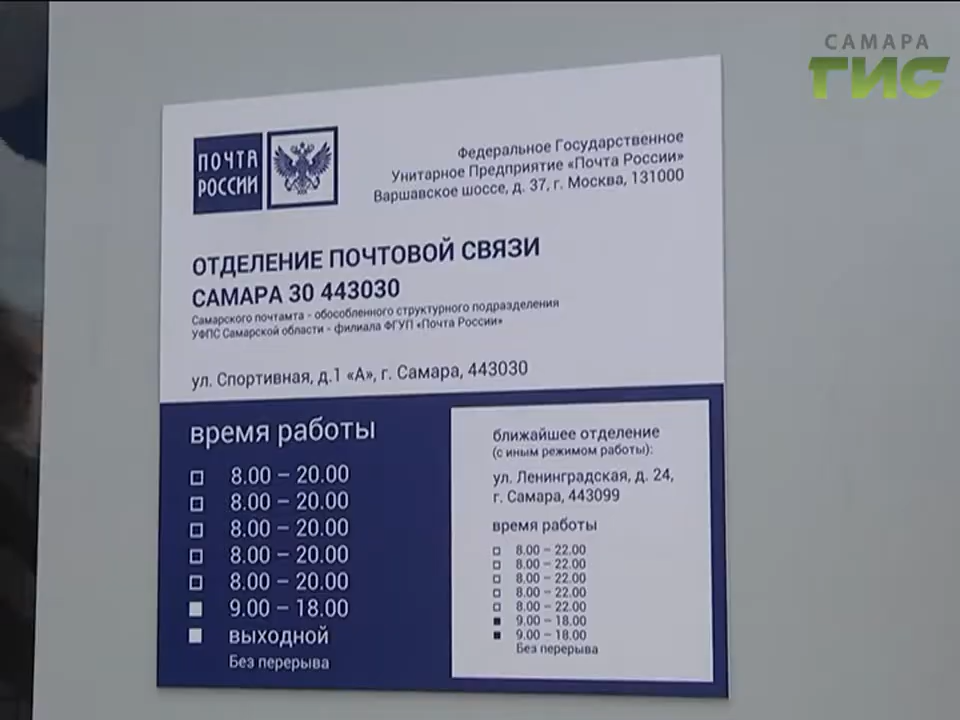 САМАРА
ГИС
ПОЧТА
РОССИИ
Федеральное Государственное
Унитарное Предприятие «Почта России»
Варшавское шоссе, д. 37, г. Москва, 131000
ОТДЕЛЕНИЕ ПОЧТОВОЙ СВЯЗИ
САМАРА 30 443030
Самарского почтамта - обособленного структурного подразделения
УФПС Самарской области - филиала ФГУП «Почта России»
ул. Спортивная, д.1 «А», г. Самара, 443030
время работы
8.00 – 20.00
8.00 – 20.00
8.00 – 20.00
8.00 – 20.00
8.00 – 20.00
9.00 – 18.00
выходной
Без перерыва
ближайшее отделение
(с иным режимом работы):
ул. Ленинградская, д. 24,
г. Самара, 443099
время работы
8.00 – 22.00
8.00 – 22.00
8.00 – 22.00
8.00 – 22.00
8.00 – 22.00
9.00 – 18.00
9.00 – 18.00
Без перерыва